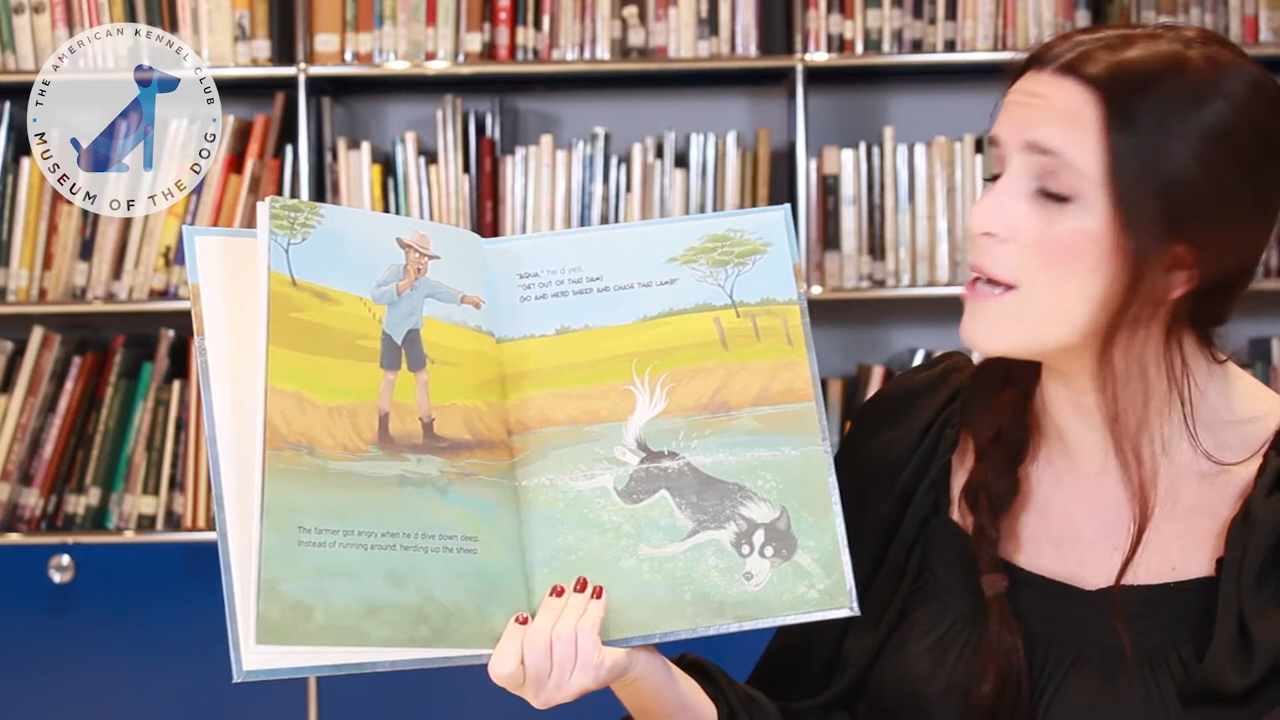 THE AMERICAN KENNEL CLUB
MUSEUM OF THE DOG
"AQUA," he'd yell,
"GET OUT OF THAT DAM!
GO AND HERD SHEEP AND CHASE THAT LAMB!"
The farmer got angry when he'd dive down deep.
Instead of running around, herding up the sheep.